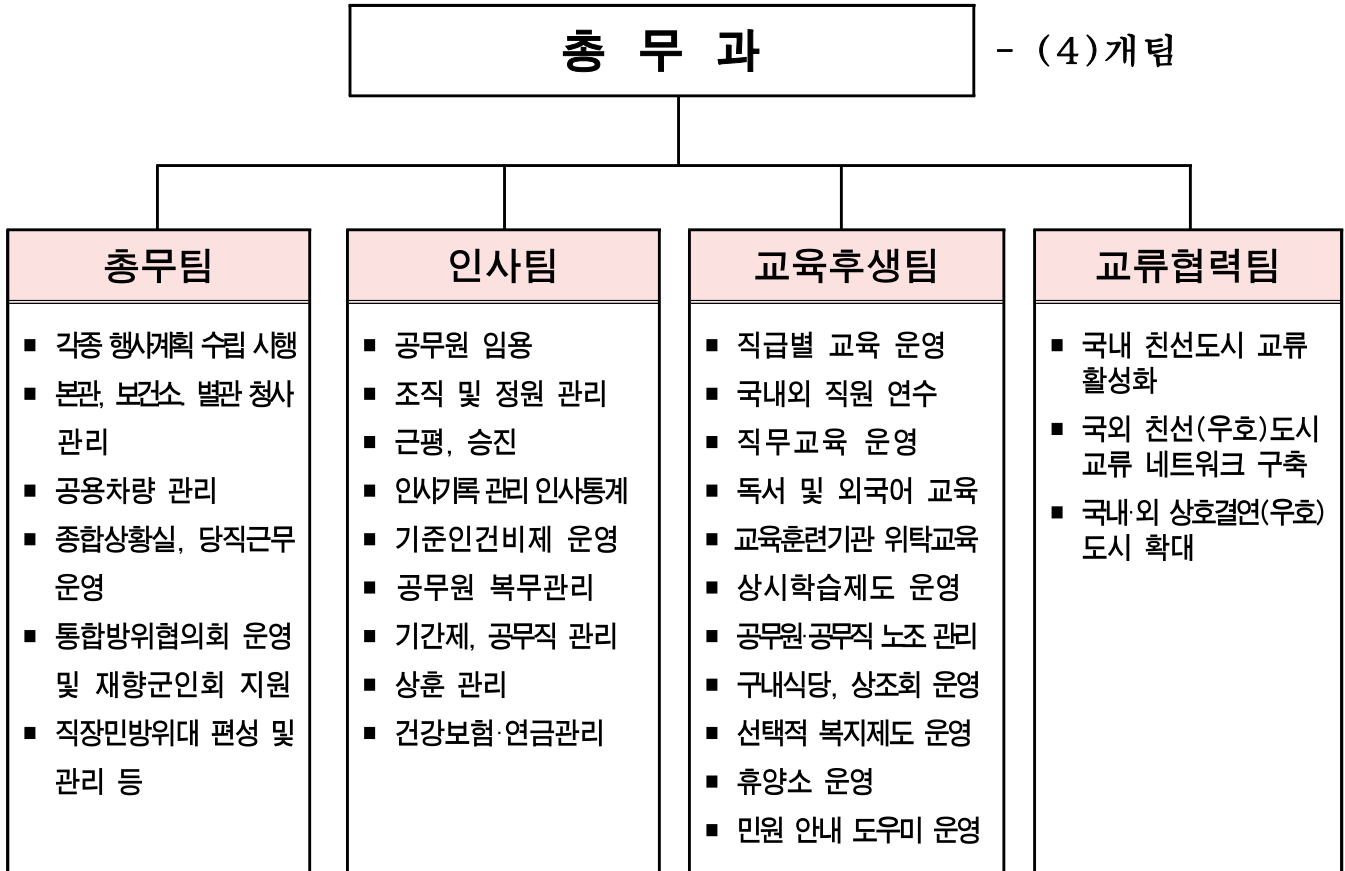 총 무 과
- (4)개팀
총무팀
■ 각종 행사계획 수립 시행
■ 본관, 보건소, 별관 청사
관리
■ 공용차량 관리
■ 종합상황실, 당직근무
운영
■ 통합방위협의회 운영
및 재향군인회 지원
■ 직장민방위대 편성 및
관리 등
인사팀
■ 공무원 임용
■ 조직 및 정원 관리
■ 근평, 승진
■ 인사기록 관리 인사통계
■ 기준인건비제 운영
■ 공무원 복무관리
■ 기간제, 공무직 관리
■ 상훈 관리
■ 건강보험·연금관리
교육후생팀
■ 직급별 교육 운영
■ 국내외 직원 연수
■ 직무교육 운영
■ 독서 및 외국어 교육
■ 교육훈련기관 위탁교육
■ 상시학습제도 운영
■ 공무원·공무직 노조 관리
■ 구내식당, 상조회 운영
■ 선택적 복지제도 운영
■ 휴양소 운영
■ 민원 안내 도우미 운영
교류협력팀
■ 국내 친선도시 교류
활성화
■ 국외 친선(우호)도시
교류 네트워크 구축
■ 국내·외 상호결연(우호)
도시 확대